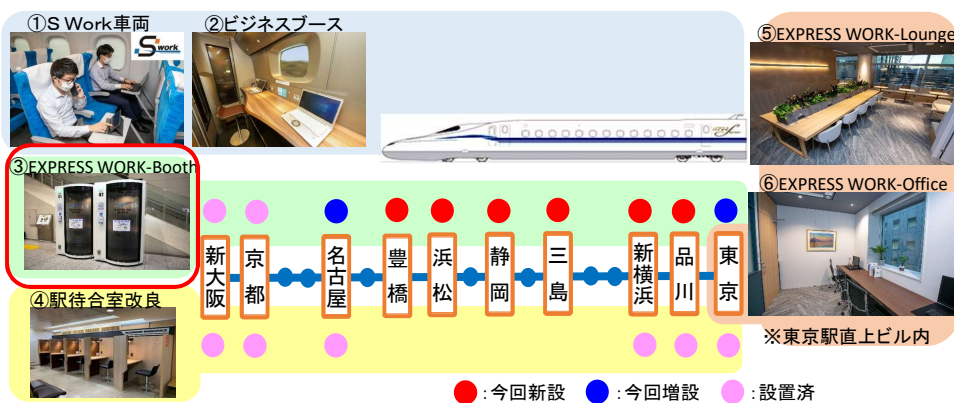 ①S Work車両
S work
②ビジネスブース
⑤EXPRESS WORK-Lounge
③EXPRESS WORK-Booth
⑥EXPRESS WORK-Office
新大阪
京都
名古屋
豊橋
浜松
静岡
三島
新横浜
品川
東京
④駅待合室改良
※東京駅直上ビル内
:今回新設
:今回増設
:設置済